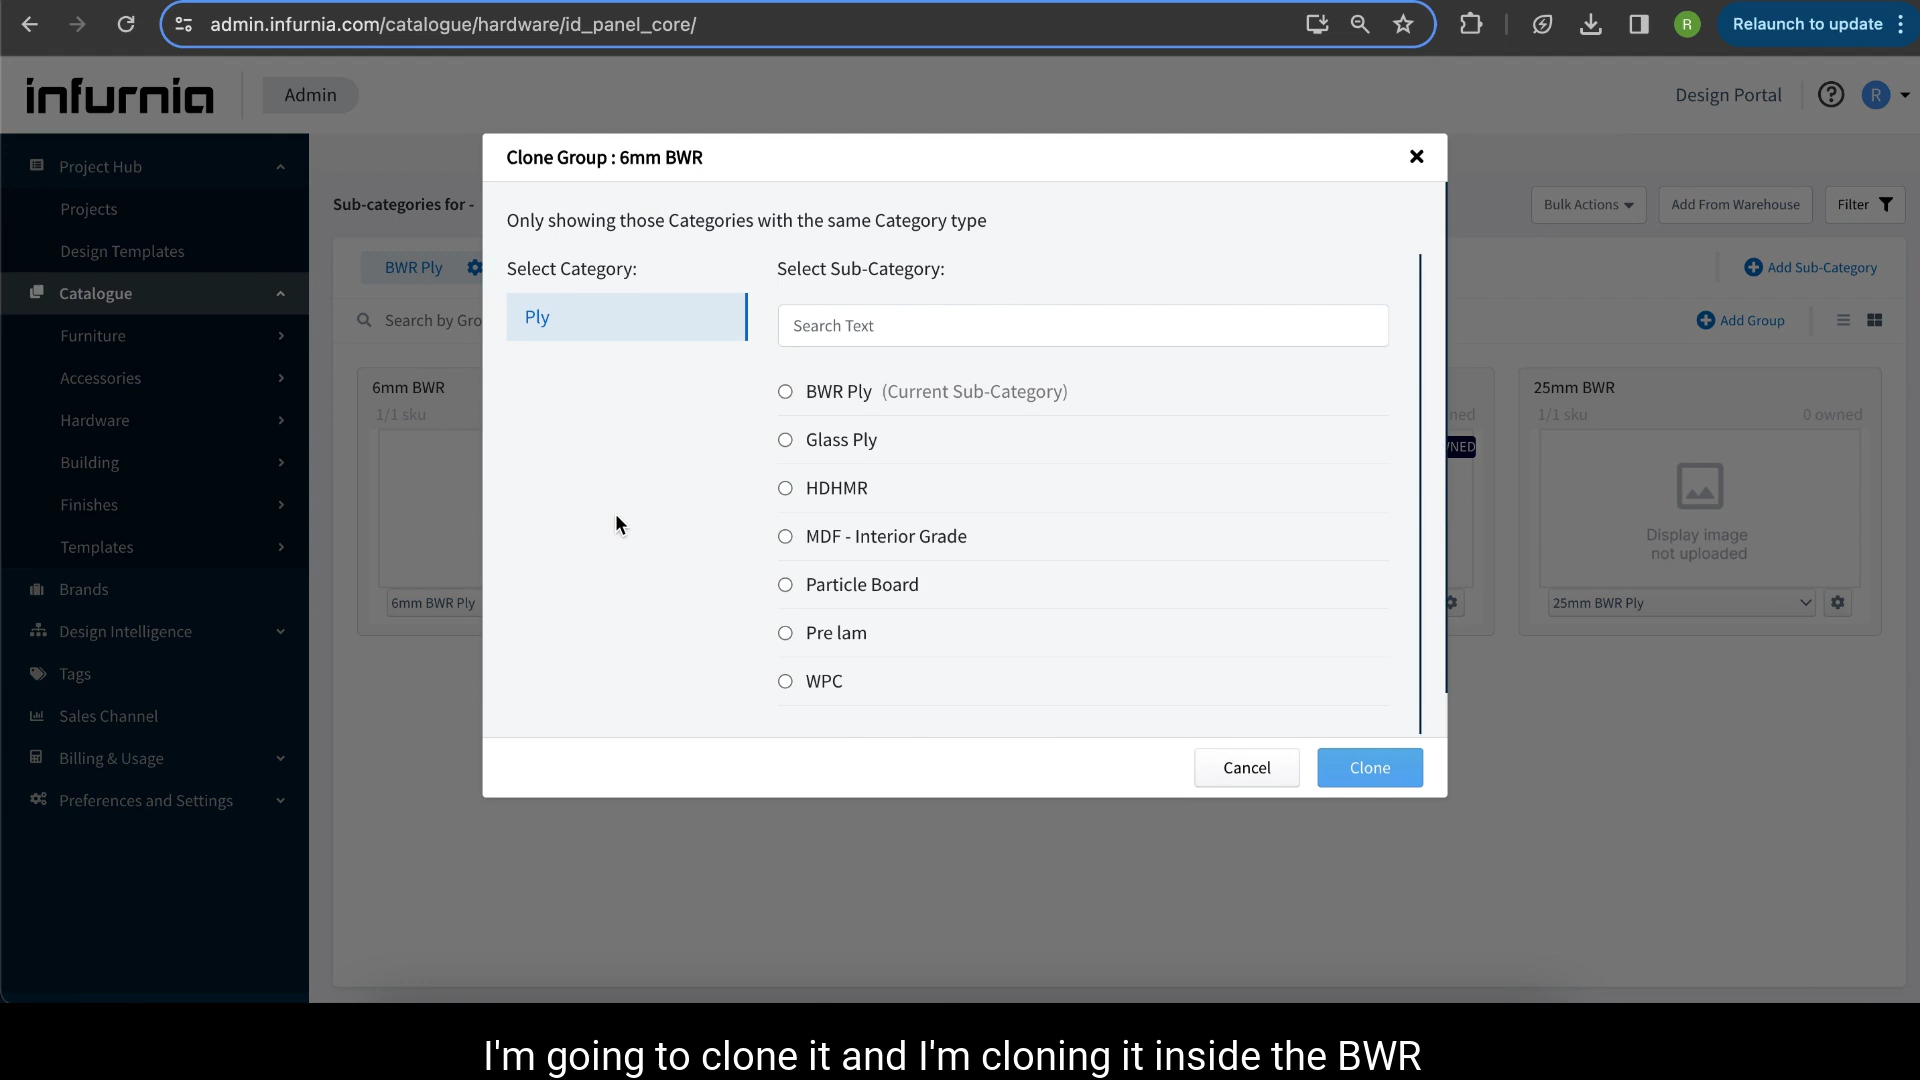 admin.infurnia.com/catalogue/hardware/id_panel_core/
R
Relaunch to update
infurnia
Admin
Design Portal
R
Project Hub
Projects
Design Templates
Catalogue
Furniture
Accessories
Hardware
Building
Finishes
Templates
Brands
Design Intelligence
Tags
Sales Channel
Billing & Usage
Preferences and Settings
Sub-categories for -
Bulk Actions
Add From Warehouse
Filter
BWR Ply
Add Sub-Category
Search by Gro
Add Group
6mm BWR
1/1 sku
6mm BWR Ply
25mm BWR
1/1 sku
0 owned
Display image
not uploaded
25mm BWR Ply
Clone Group : 6mm BWR
Only showing those Categories with the same Category type
Select Category:
Ply
Select Sub-Category:
Search Text
BWR Ply (Current Sub-Category)
Glass Ply
HDHMR
MDF - Interior Grade
Particle Board
Pre lam
WPC
Cancel
Clone
I'm going to clone it and I'm cloning it inside the BWR